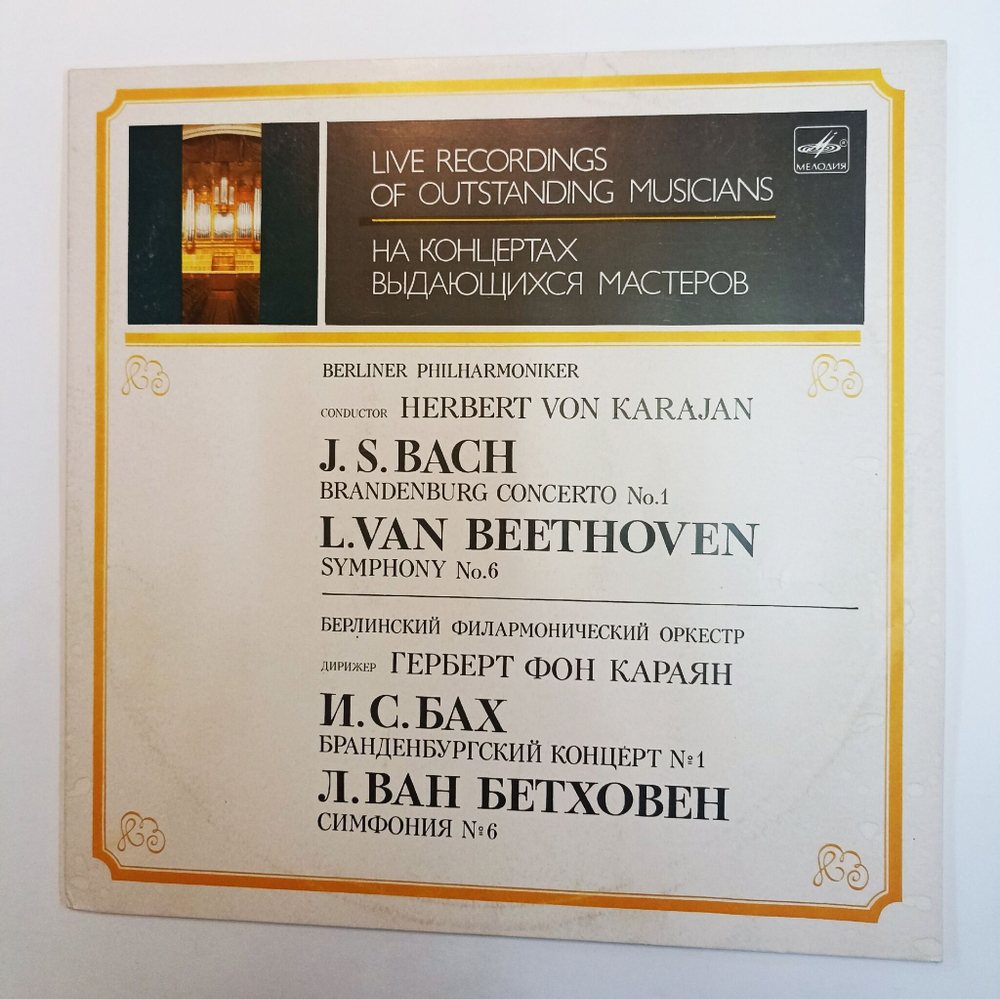 LIVE RECORDINGS
OF OUTSTANDING MUSICIANS
МЕЛОДИЯ
НА КОНЦЕРТАХ
ВЫДАЮЩИХСЯ МАСТЕРОВ
BERLINER PHILHARMONIKER
CONDUCTOR HERBERT VON KARAJAN
J. S. BACH
BRANDENBURG CONCERTO No.1
L. VAN BEETHOVEN
SYMPHONY No.6
БЕРЛИНСКИЙ ФИЛАРМОНИЧЕСКИЙ ОРКЕСТР
ДИРИЖЕР ГЕРБЕРТ ФОН КАРАЯН
И. С. БАХ
БРАНДЕНБУРГСКИЙ КОНЦЕРТ №1
Л. ВАН БЕТХОВЕН
СИМФОНИЯ №6